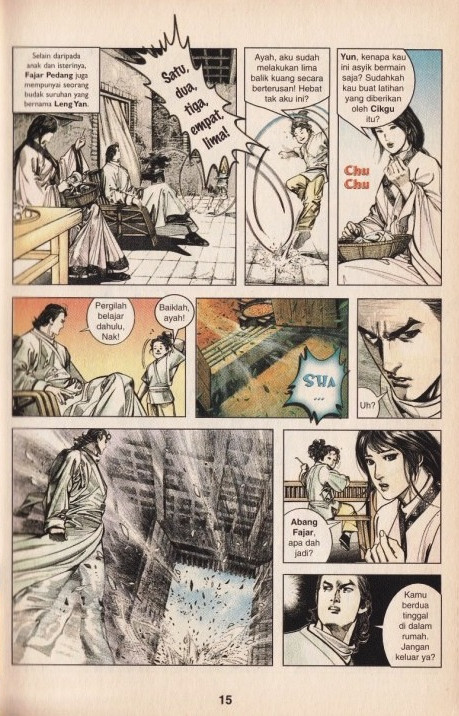 Selain daripada
anak dan isterinya,
Fajar Pedang juga
mempunyai seorang
budak suruhan yang
bernama Leng Yan.
Satu,
dua,
tiga,
empat,
lima!
Ayah, aku sudah
melakukan lima
balik kuang secara
berterusan! Hebat
tak aku ini?
Yun, kenapa kau
ini asyik bermain
saja? Sudahkah
kau buat latihan
yang diberikan
oleh Cikgu
itu?
Chu
Chu
Pergilah
belajar
dahulu,
Nak!
Baiklah,
ayah!
SHA
...
Uh?
Abang
Fajar,
apa dah
jadi?
Kamu
berdua
tinggal
di dalam
rumah.
Jangan
keluar ya?
15